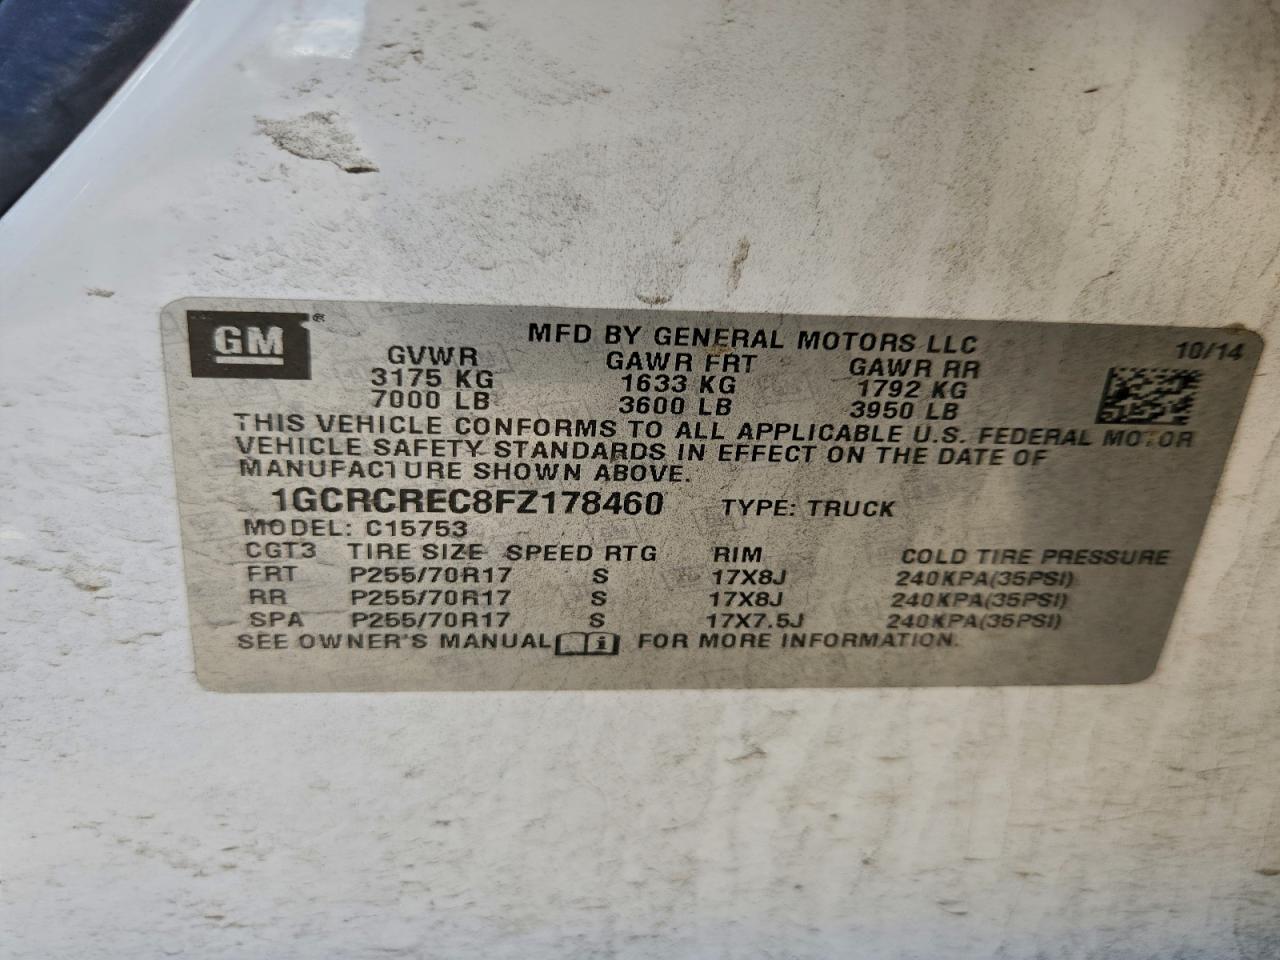 GM®
MFD BY GENERAL MOTORS LLC 10/14
GVWR GAWR FRT GAWR RR
3175 KG 1633 KG 1792 KG
7000 LB 3600 LB 3950 LB
THIS VEHICLE CONFORMS TO ALL APPLICABLE U.S. FEDERAL MOTOR
VEHICLE SAFETY STANDARDS IN EFFECT ON THE DATE OF
MANUFACTURE SHOWN ABOVE.
1GCRCREC8FZ178460 TYPE: TRUCK
MODEL: C15753
CGT3 TIRE SIZE SPEED RTG RIM COLD TIRE PRESSURE
FRT P255/70R17 S 17X8J 240KPA(35PSI)
RR P255/70R17 S 17X8J 240KPA(35PSI)
SPA P255/70R17 S 17X7.5J 240KPA(35PSI)
SEE OWNER'S MANUAL i FOR MORE INFORMATION.